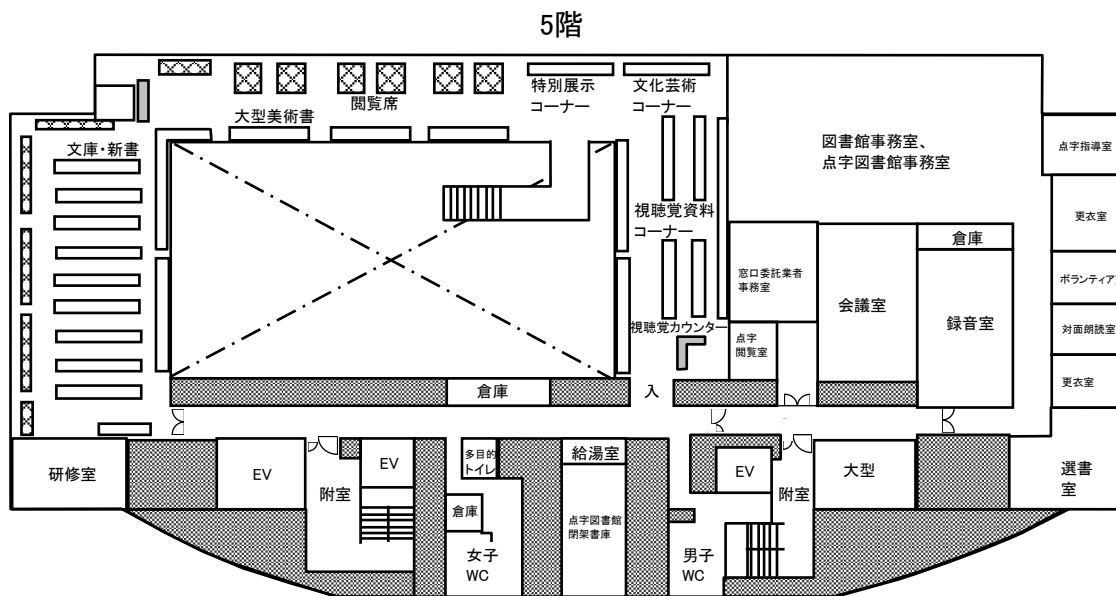 5階
特別展示
コーナー
文化芸術
コーナー
閲覧席
大型美術書
文庫・新書
図書館事務室、
点字図書館事務室
点字指導室
更衣室
視聴覚資料
コーナー
倉庫
窓口委託業者
事務室
会議室
ボランティア
録音室
対面朗読室
視聴覚カウンター
点字
閲覧室
更衣室
倉庫
入
研修室
EV
附室
EV
多目的
トイレ
倉庫
女子
WC
給湯室
点字図書館
閉架書庫
男子
WC
EV
附室
大型
選書
室